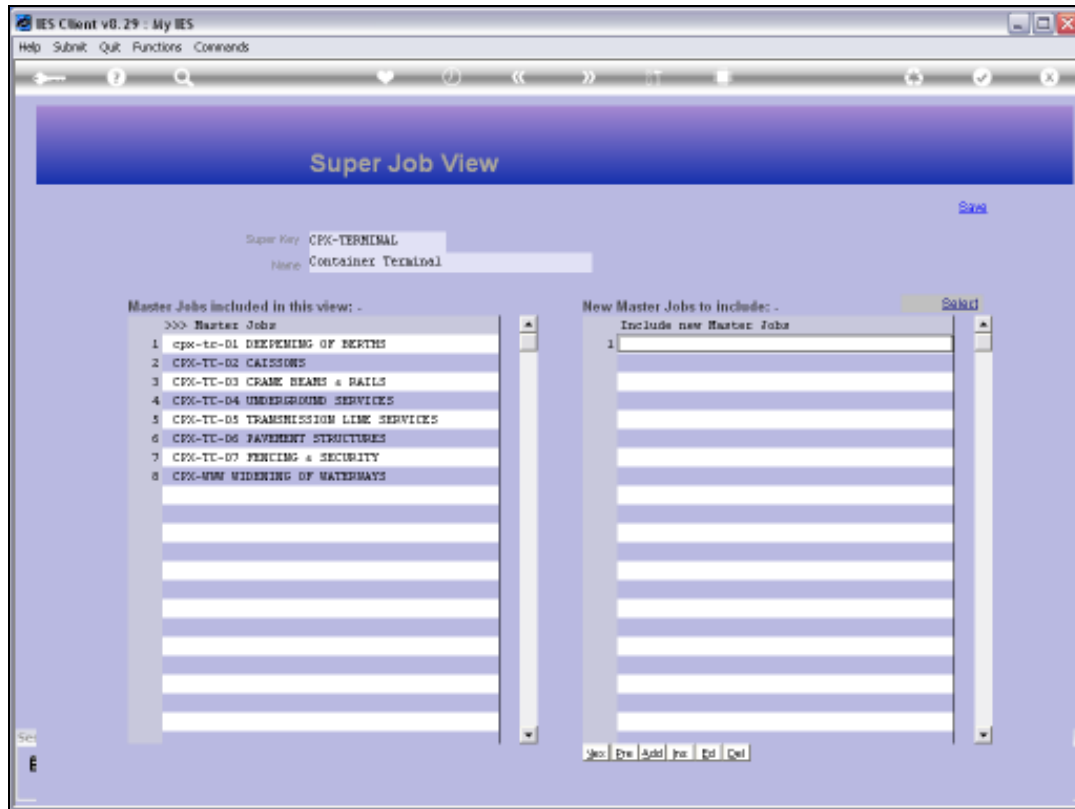 IES Client v8.29 : My IES
Help Submit Quit Functions Commands
Super Job View
Save
Super Key CPX-TERMINAL
Name Container Terminal
Master Jobs included in this view: -
>>> Master Jobs
1 cpx-tc-01 DEEPENING OF BERTHS
2 CPX-TC-02 CAISSONS
3 CPX-TC-03 CRANE BEAMS & RAILS
4 CPX-TC-04 UNDERGROUND SERVICES
5 CPX-TC-05 TRANSMISSION LINE SERVICES
6 CPX-TC-06 PAVEMENT STRUCTURES
7 CPX-TC-07 FENCING & SECURITY
8 CPX-WWW WIDENING OF WATERWAYS
New Master Jobs to include: -
Select
Include new Master Jobs
1
Pre Add Ins Ed Del